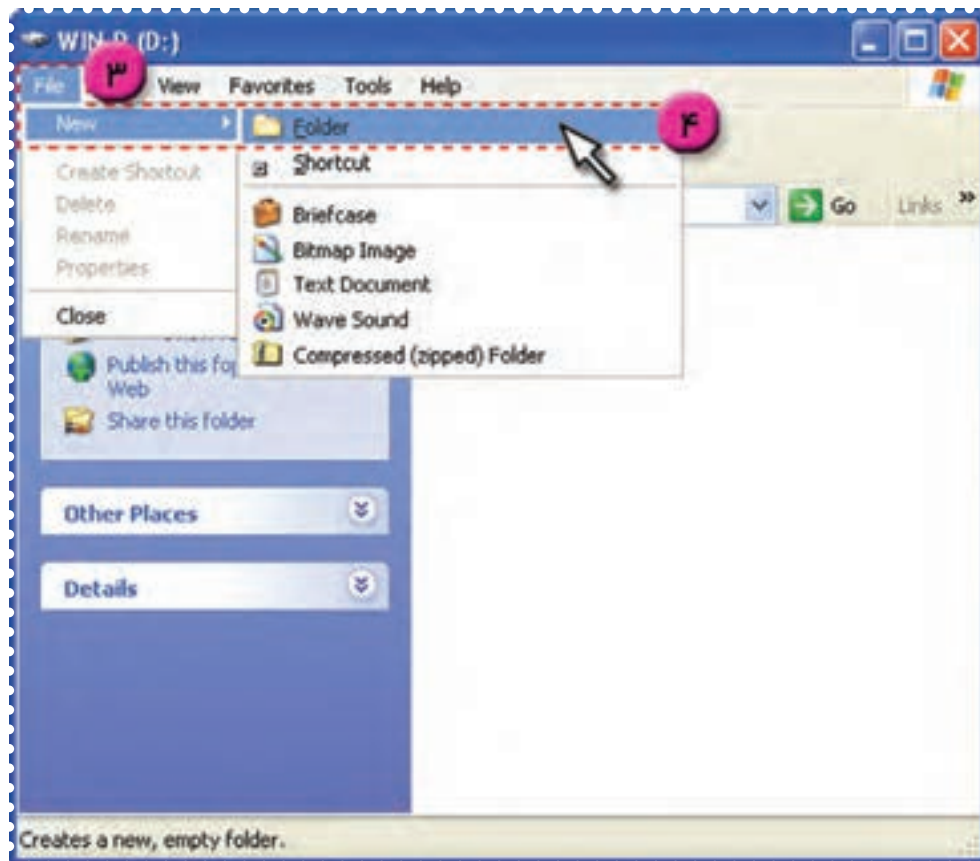 WIN-D (D:)
File ۳ View Favorites Tools Help
New Folder ۴
Shortcut
Create Shortcut
Delete
Rename
Properties
Close
Briefcase
Bitmap Image
Text Document
Wave Sound
Compressed (zipped) Folder
Go Links »
Publish this
Web
Share this folder
Other Places
Details
Creates a new, empty folder.